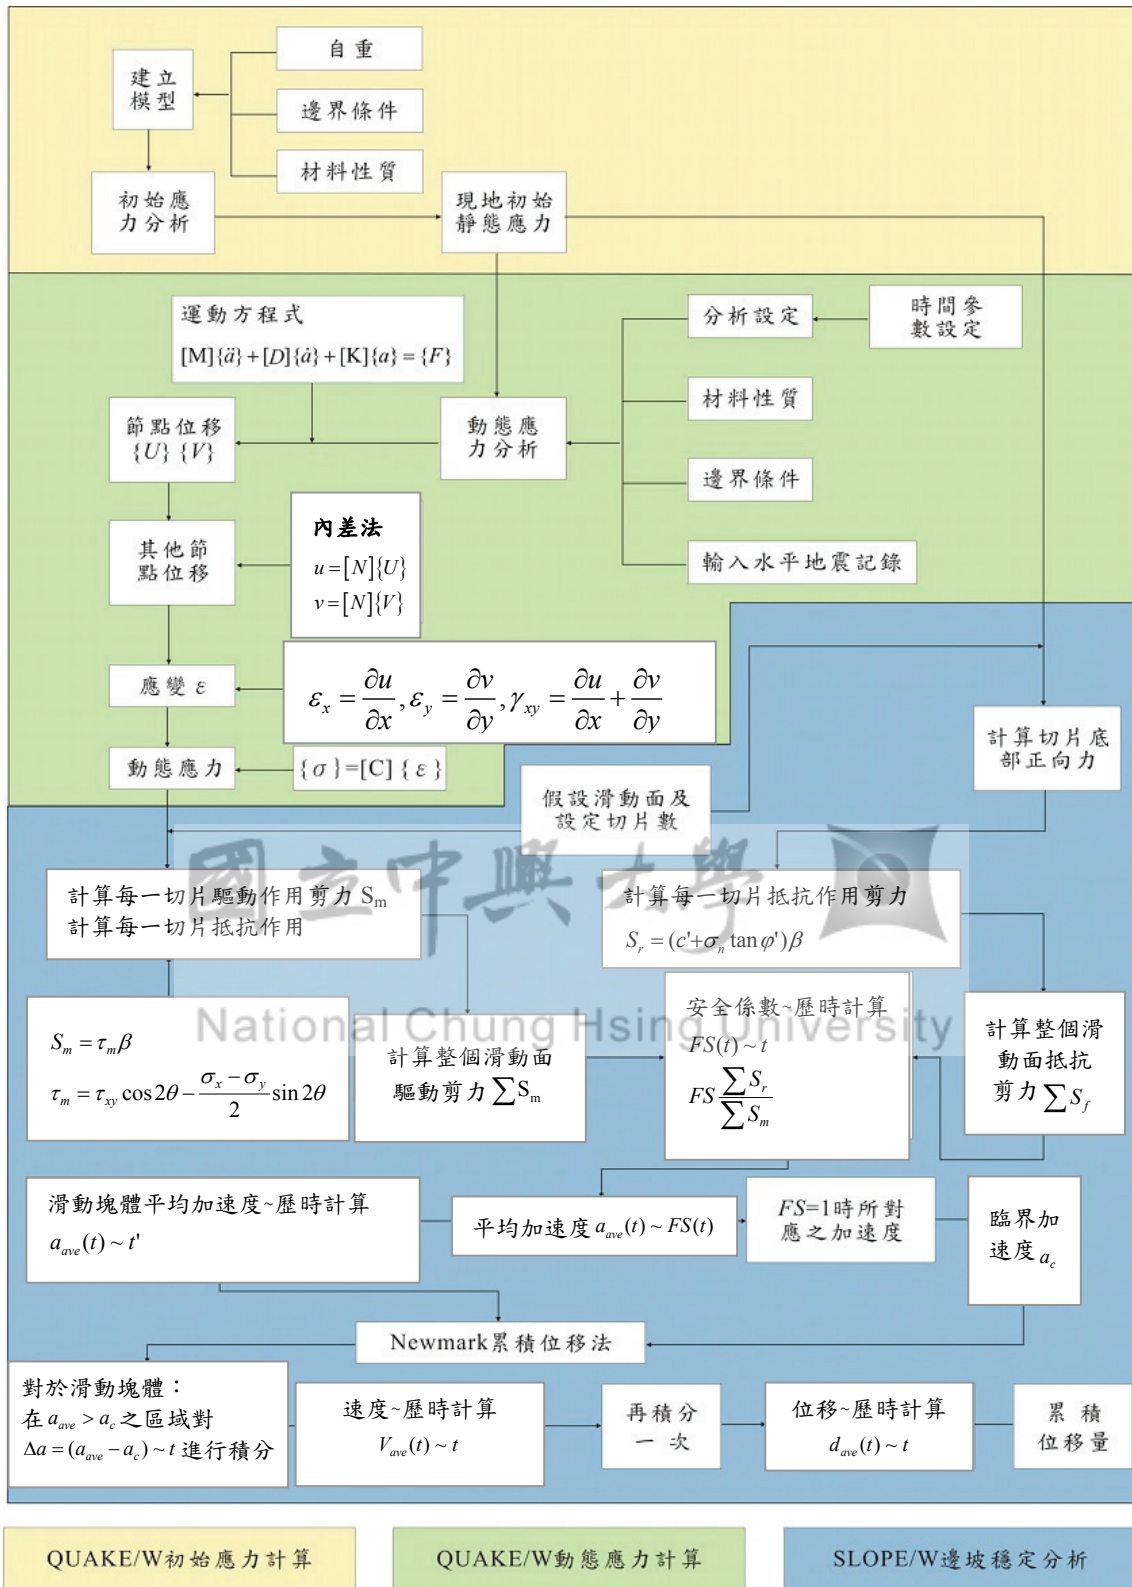 自重
建立
模型
邊界條件
材料性質
初始應
力分析
現地初始
靜態應力
運動方程式
[M]{ä}+[D]{ȧ}+[K]{a}={F}
分析設定
時間參
數設定
材料性質
節點位移
{U} {V}
動態應
力分析
邊界條件
內差法
u=[N]{U}
v=[N]{V}
其他節
點位移
輸入水平地震記錄
應變 ε
ε_x = ∂u/∂x, ε_y = ∂v/∂y, γ_xy = ∂u/∂x + ∂v/∂y
計算切片底
部正向力
動態應力
{σ}=[C]{ε}
假設滑動面及
設定切片數
國立中興大學
計算每一切片驅動作用剪力 S_m
計算每一切片抵抗作用
計算每一切片抵抗作用剪力
S_r = (c'+σ_n tanφ')β
National Chung Hsing University
S_m = τ_m β
τ_m = τ_xy cos2θ − (σ_x − σ_y)/2 sin2θ
計算整個滑動面
驅動剪力 ∑S_m
安全係數~歷時計算
FS(t) ~ t
FS ∑S_r/∑S_m
計算整個滑
動面抵抗
剪力 ∑S_f
滑動塊體平均加速度~歷時計算
a_ave(t) ~ t'
平均加速度 a_ave(t) ~ FS(t)
FS=1時所對
應之加速度
臨界加
速度 a_c
Newmark累積位移法
對於滑動塊體：
在 a_ave > a_c 之區域對
Δa = (a_ave − a_c) ~ t 進行積分
速度~歷時計算
V_ave(t) ~ t
再積分
一次
位移~歷時計算
d_ave(t) ~ t
累積
位移量
QUAKE/W初始應力計算
QUAKE/W動態應力計算
SLOPE/W邊坡穩定分析